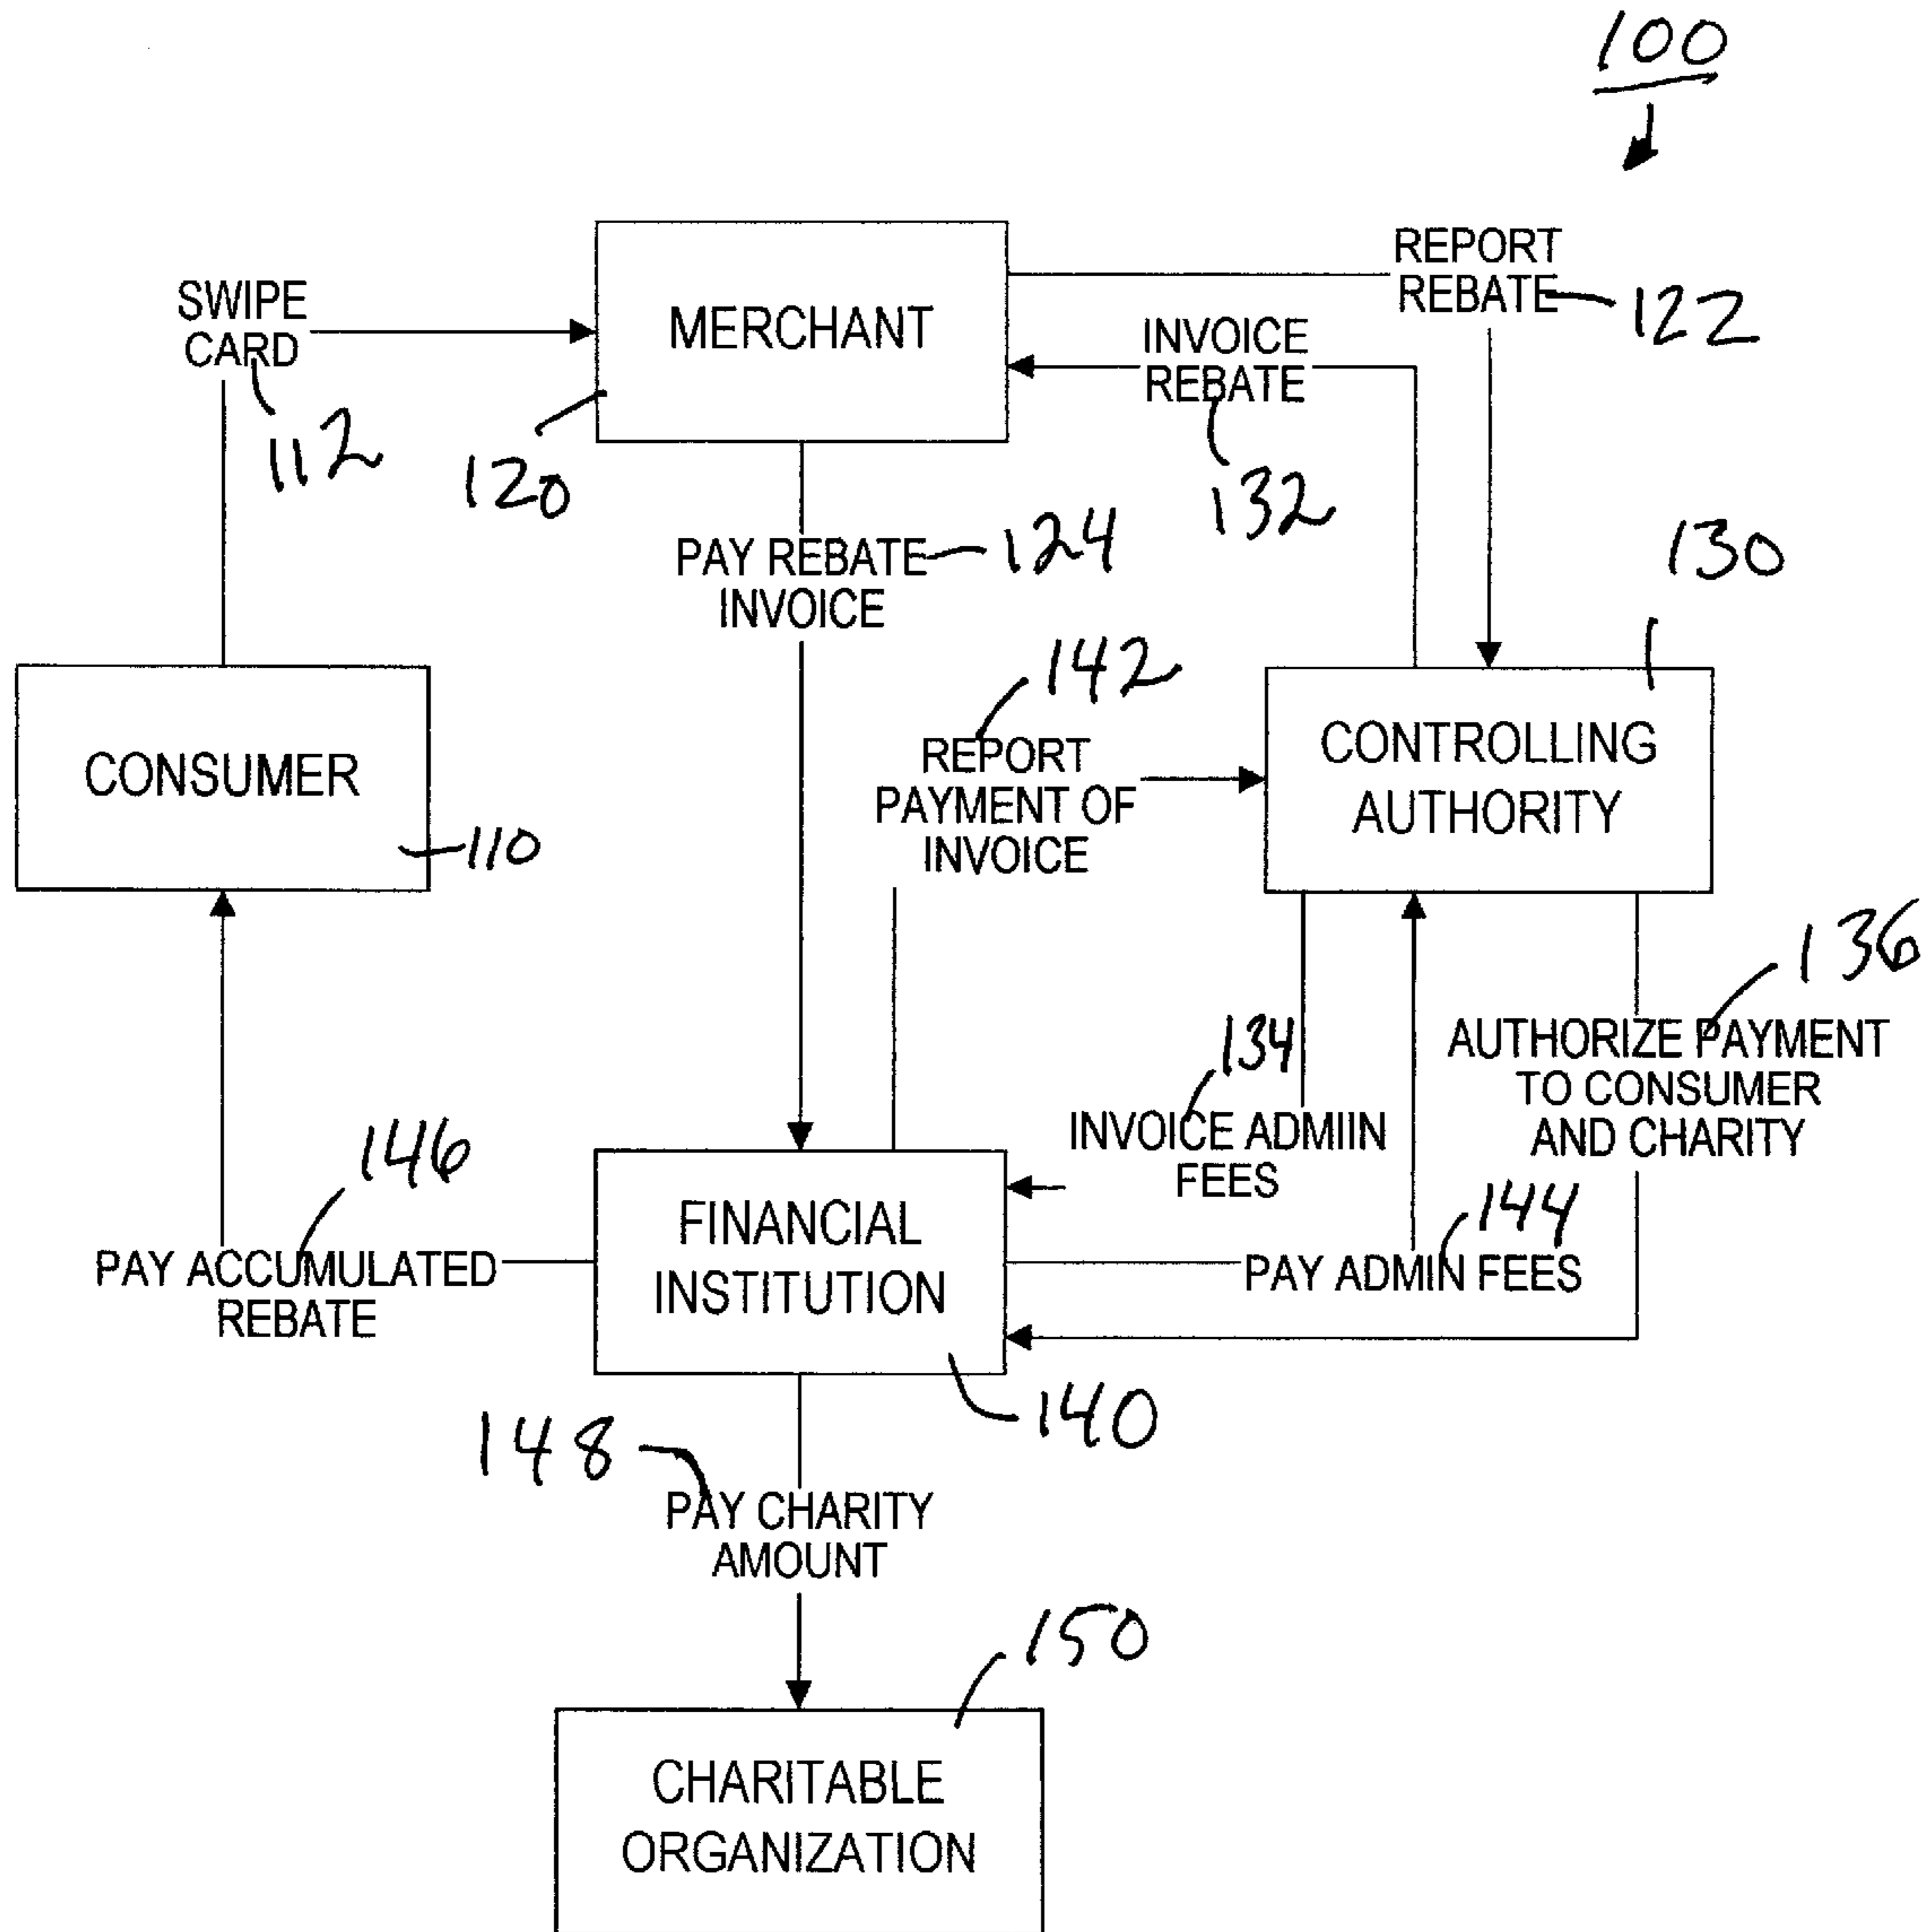 100
REPORT
REBATE
122
SWIPE
CARD
112
MERCHANT
120
INVOICE
REBATE
132
PAY REBATE
INVOICE
124
130
CONSUMER
110
142
REPORT
PAYMENT OF
INVOICE
CONTROLLING
AUTHORITY
136
AUTHORIZE PAYMENT
TO CONSUMER
AND CHARITY
134
INVOICE ADMIIN
FEES
146
PAY ACCUMULATED
REBATE
FINANCIAL
INSTITUTION
140
144
PAY ADMIN FEES
148
PAY CHARITY
AMOUNT
150
CHARITABLE
ORGANIZATION